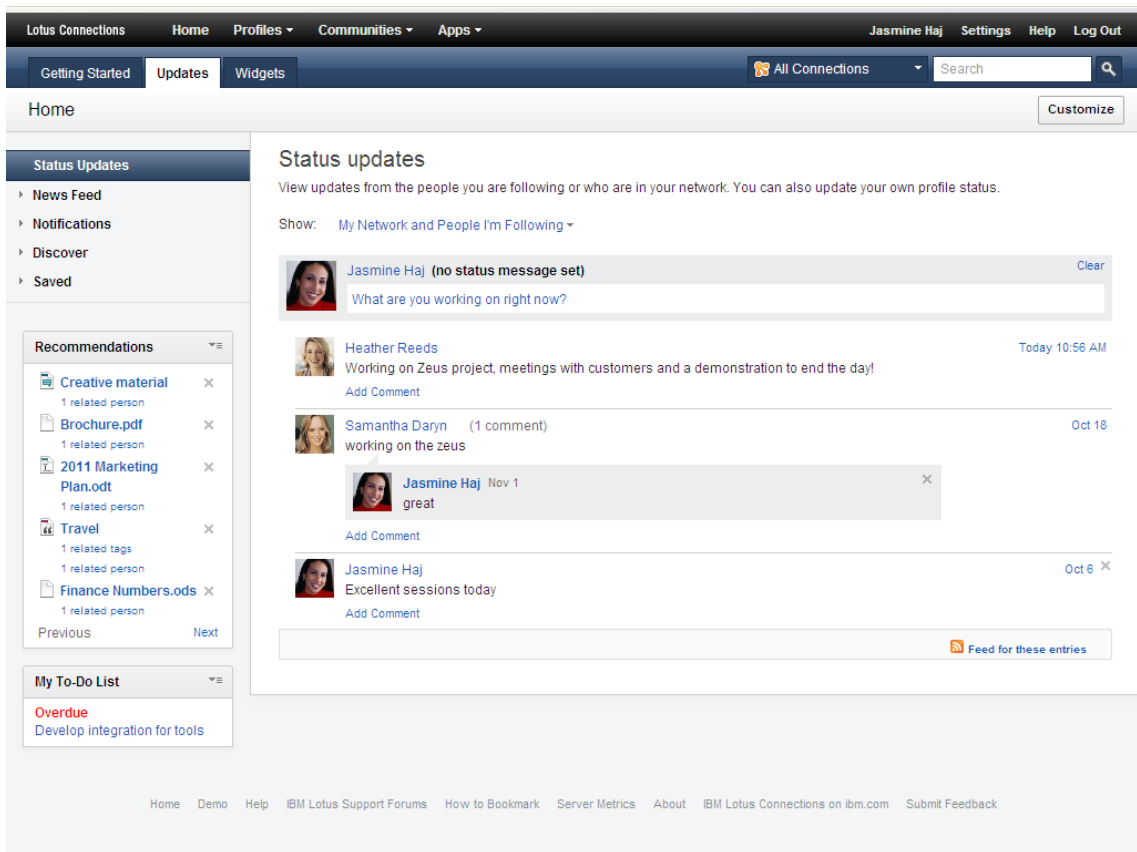 Lotus Connections Home Profiles Communities Apps Jasmine Haj Settings Help Log Out
Getting Started Updates Widgets All Connections Search
Home Customize
Status Updates
News Feed
Notifications
Discover
Saved
Recommendations
Creative material
1 related person
Brochure.pdf
1 related person
2011 Marketing
Plan.odt
1 related person
Travel
1 related tags
1 related person
Finance Numbers.ods
1 related person
Previous Next
My To-Do List
Overdue
Develop integration for tools
Status updates
View updates from the people you are following or who are in your network. You can also update your own profile status.
Show: My Network and People I'm Following
Jasmine Haj (no status message set) Clear
What are you working on right now?
Heather Reeds Today 10:56 AM
Working on Zeus project, meetings with customers and a demonstration to end the day!
Add Comment
Samantha Daryn (1 comment) Oct 18
working on the zeus
Jasmine Haj Nov 1
great
Add Comment
Jasmine Haj Oct 6
Excellent sessions today
Add Comment
Feed for these entries
Home Demo Help IBM Lotus Support Forums How to Bookmark Server Metrics About IBM Lotus Connections on ibm.com Submit Feedback